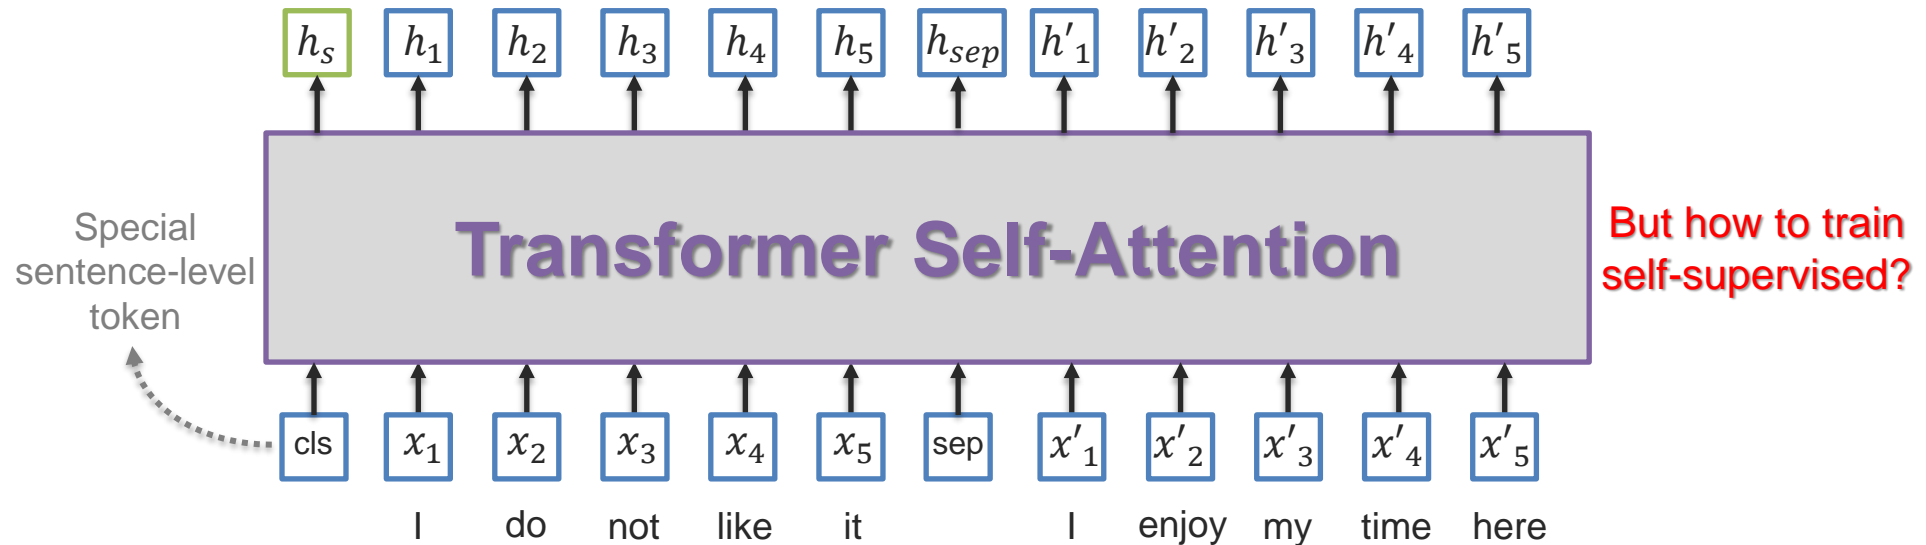 h_s h_1 h_2 h_3 h_4 h_5 h_sep h'_1 h'_2 h'_3 h'_4 h'_5
Transformer Self-Attention
Special
sentence-level
token
But how to train
self-supervised?
cls x_1 x_2 x_3 x_4 x_5 sep x'_1 x'_2 x'_3 x'_4 x'_5
I do not like it I enjoy my time here